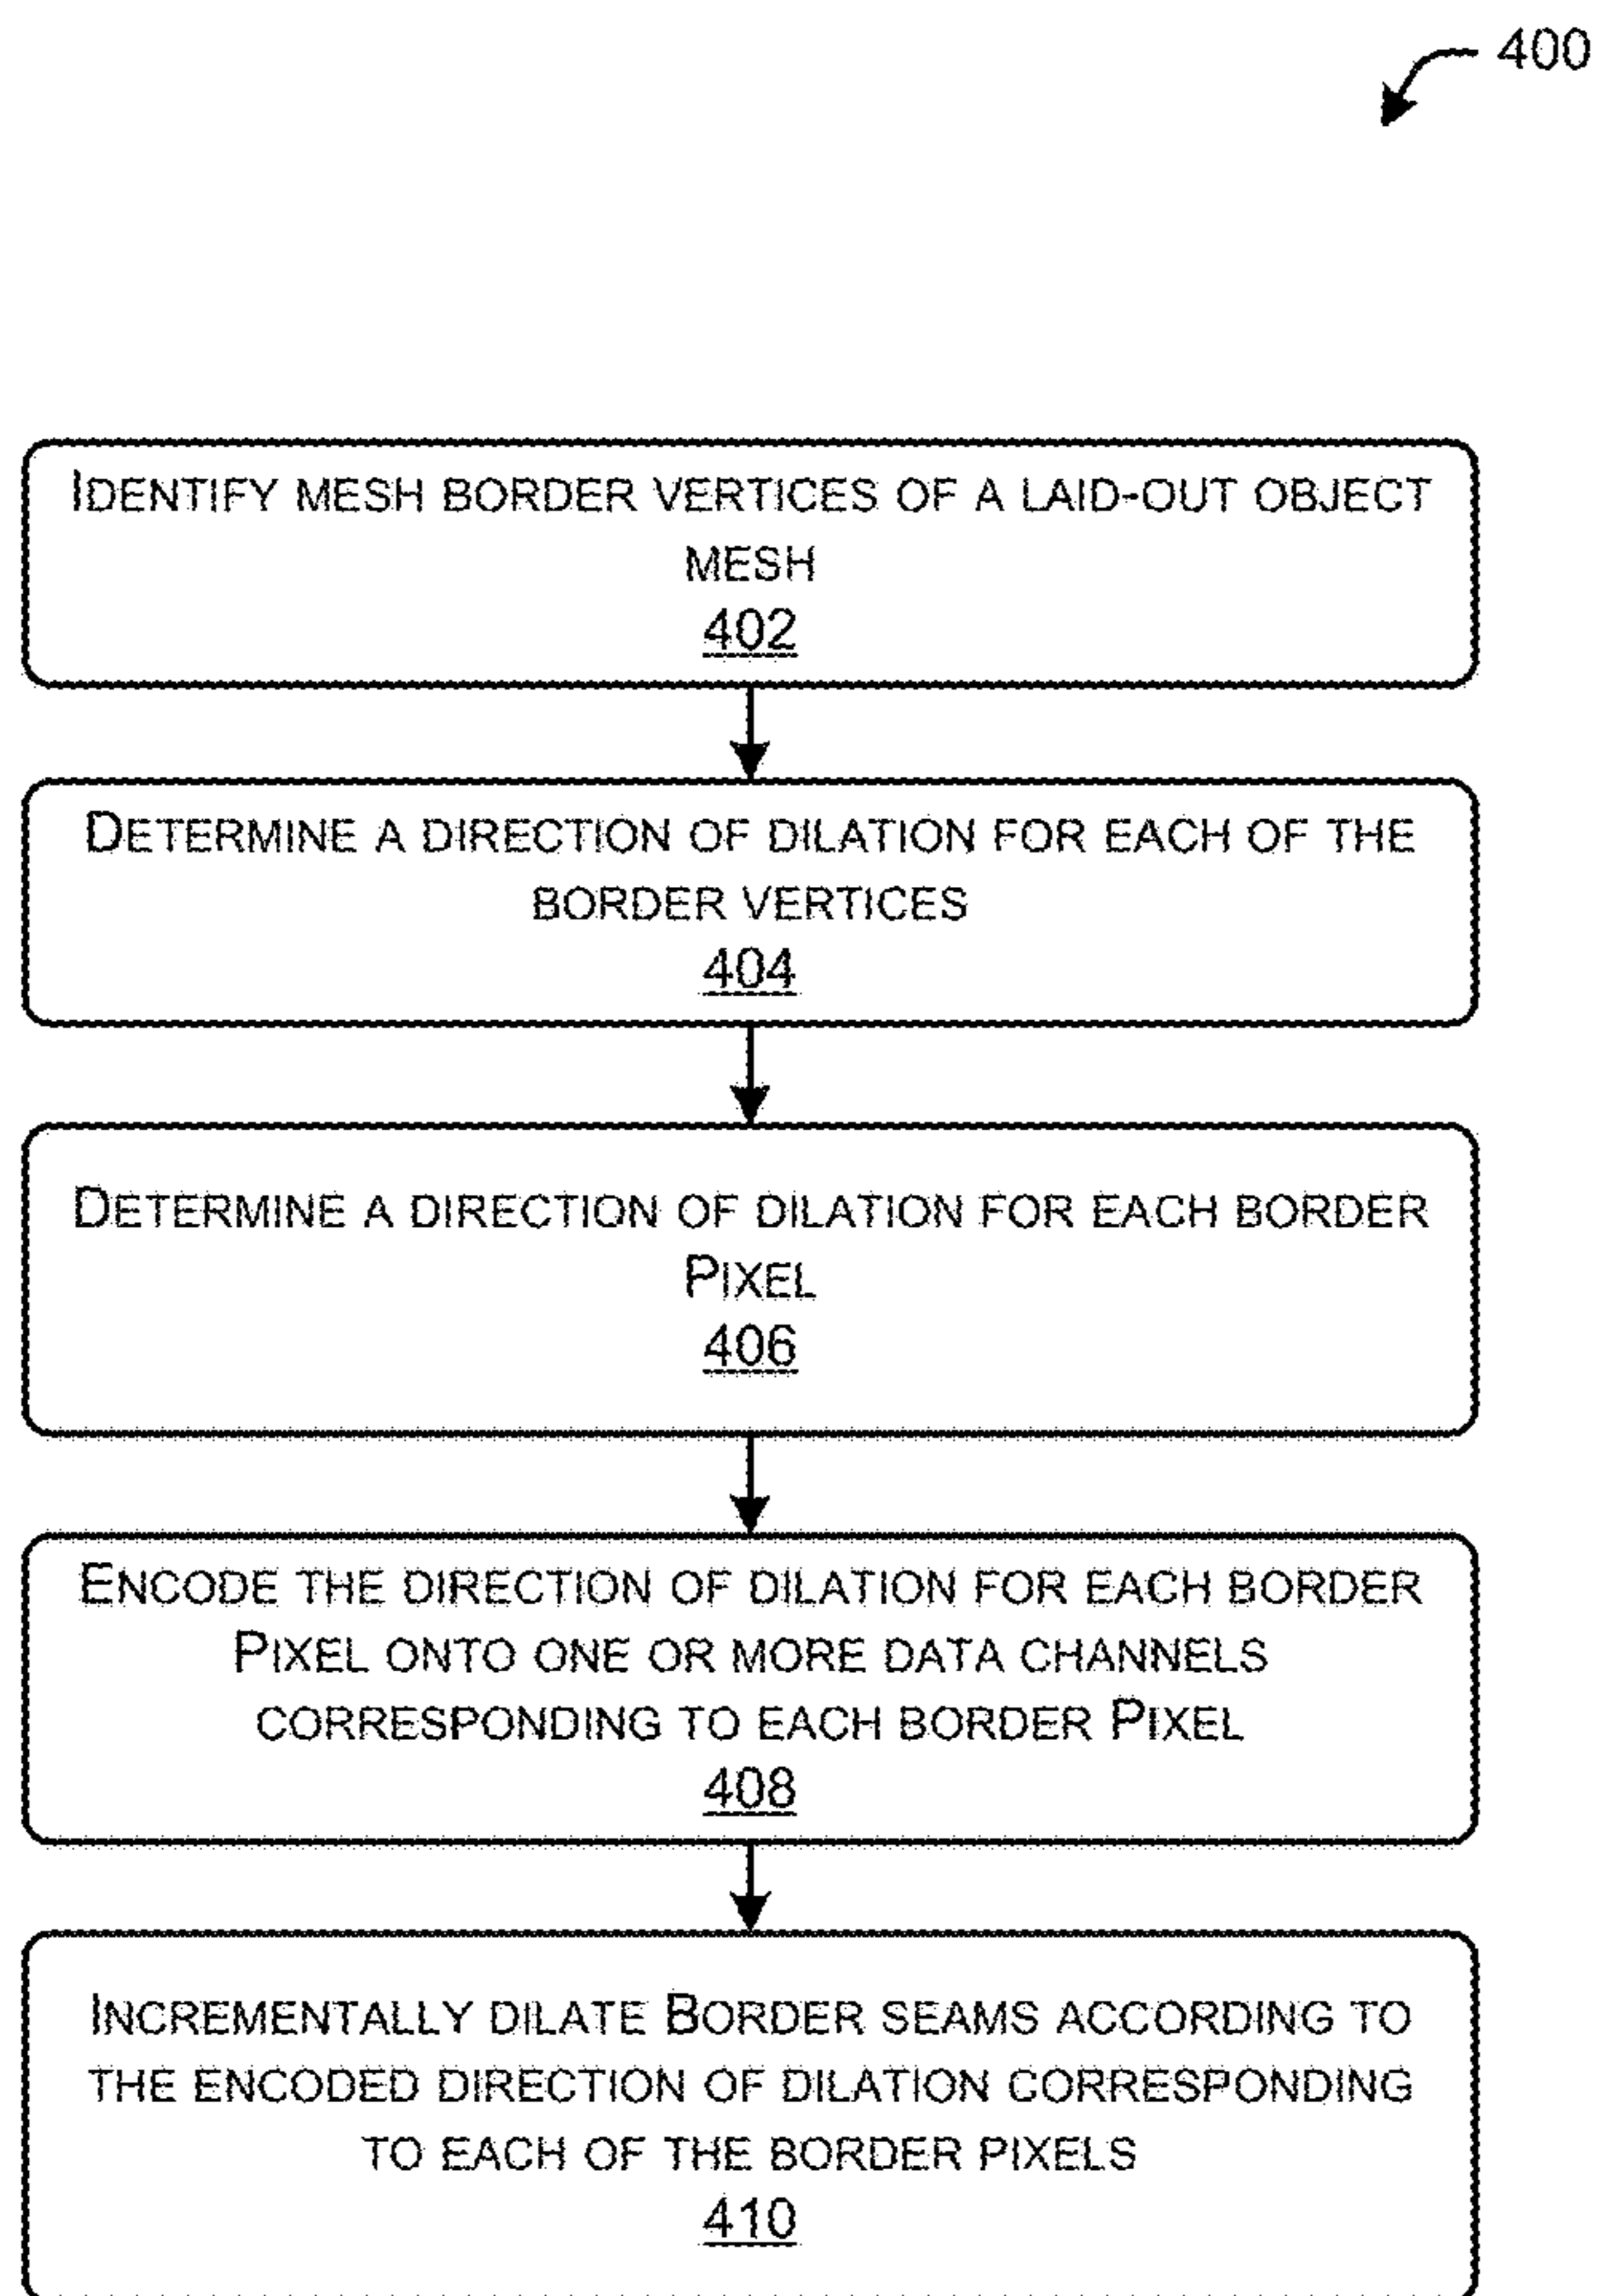 400
IDENTIFY MESH BORDER VERTICES OF A LAID-OUT OBJECT
MESH
402
DETERMINE A DIRECTION OF DILATION FOR EACH OF THE
BORDER VERTICES
404
DETERMINE A DIRECTION OF DILATION FOR EACH BORDER
PIXEL
406
ENCODE THE DIRECTION OF DILATION FOR EACH BORDER
PIXEL ONTO ONE OR MORE DATA CHANNELS
CORRESPONDING TO EACH BORDER PIXEL
408
INCREMENTALLY DILATE BORDER SEAMS ACCORDING TO
THE ENCODED DIRECTION OF DILATION CORRESPONDING
TO EACH OF THE BORDER PIXELS
410